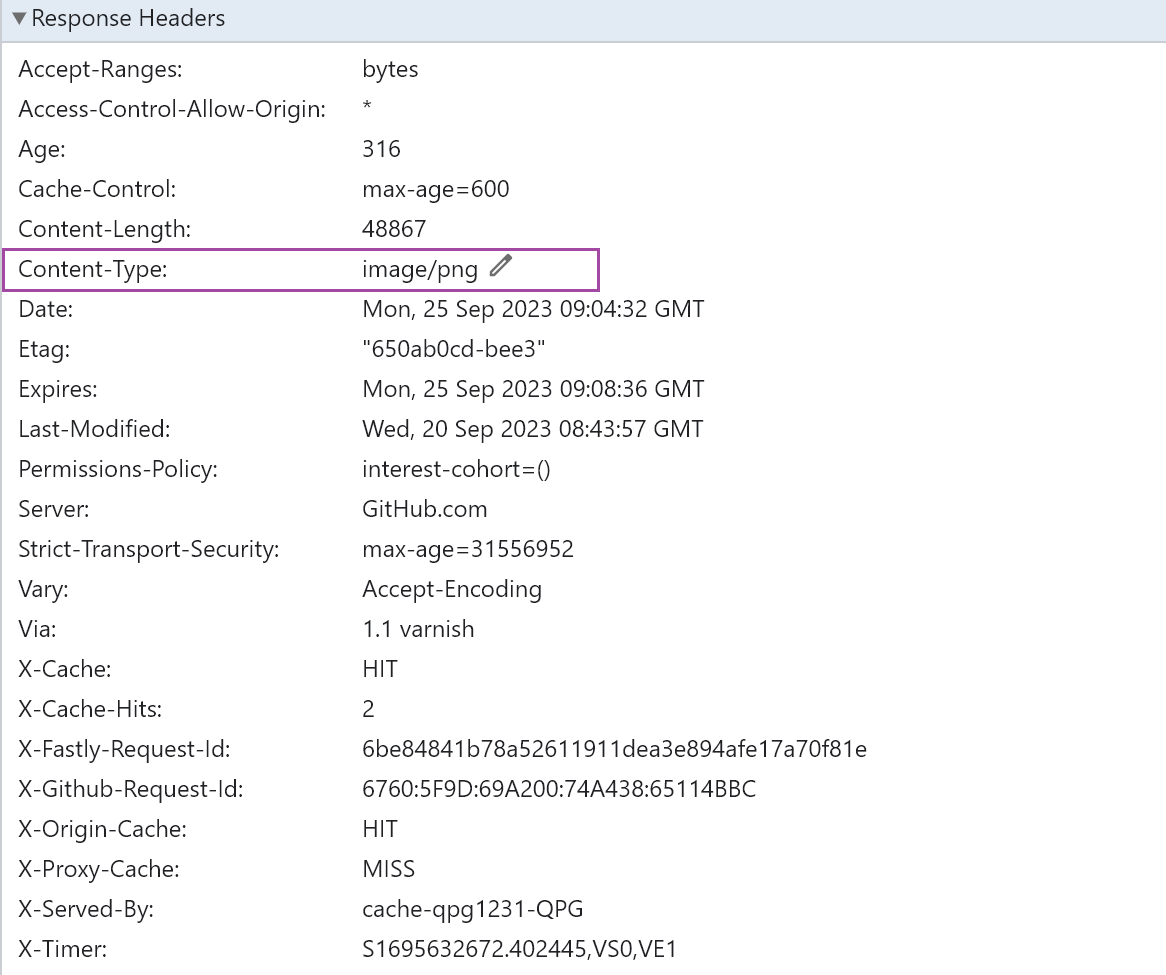 Response Headers
Accept-Ranges: bytes
Access-Control-Allow-Origin: *
Age: 316
Cache-Control: max-age=600
Content-Length: 48867
Content-Type: image/png
Date: Mon, 25 Sep 2023 09:04:32 GMT
Etag: "650ab0cd-bee3"
Expires: Mon, 25 Sep 2023 09:08:36 GMT
Last-Modified: Wed, 20 Sep 2023 08:43:57 GMT
Permissions-Policy: interest-cohort=()
Server: GitHub.com
Strict-Transport-Security: max-age=31556952
Vary: Accept-Encoding
Via: 1.1 varnish
X-Cache: HIT
X-Cache-Hits: 2
X-Fastly-Request-Id: 6be84841b78a52611911dea3e894afe17a70f81e
X-Github-Request-Id: 6760:5F9D:69A200:74A438:65114BBC
X-Origin-Cache: HIT
X-Proxy-Cache: MISS
X-Served-By: cache-qpg1231-QPG
X-Timer: S1695632672.402445,VS0,VE1